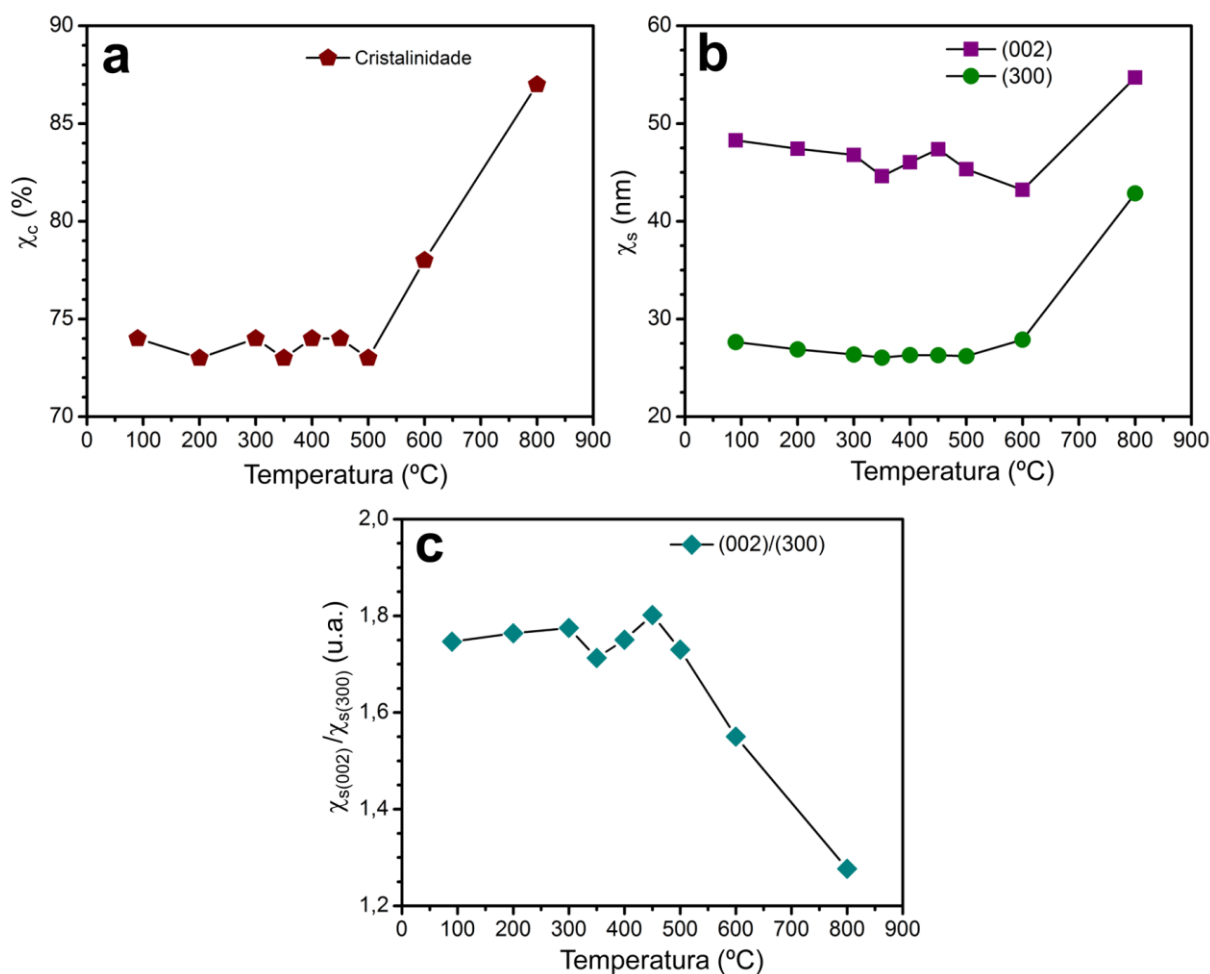 a
Cristalinidade
90
85
80
75
70
χc (%)
0 100 200 300 400 500 600 700 800 900
Temperatura (ºC)
b
(002)
(300)
60
50
40
30
20
χs (nm)
0 100 200 300 400 500 600 700 800 900
Temperatura (ºC)
c
(002)/(300)
2,0
1,8
1,6
1,4
1,2
χs(002)/χs(300) (u.a.)
0 100 200 300 400 500 600 700 800 900
Temperatura (ºC)